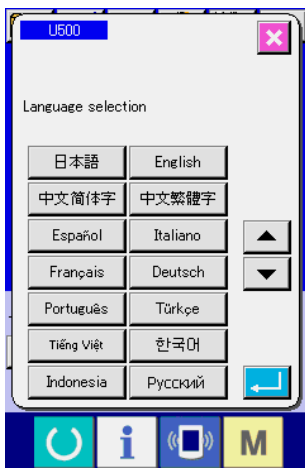 U500
Language selection
日本語 English
中文简体字 中文繁體字
Español Italiano
Français Deutsch
Português Türkçe
Tiếng Việt 한국어
Indonesia Русский
i M